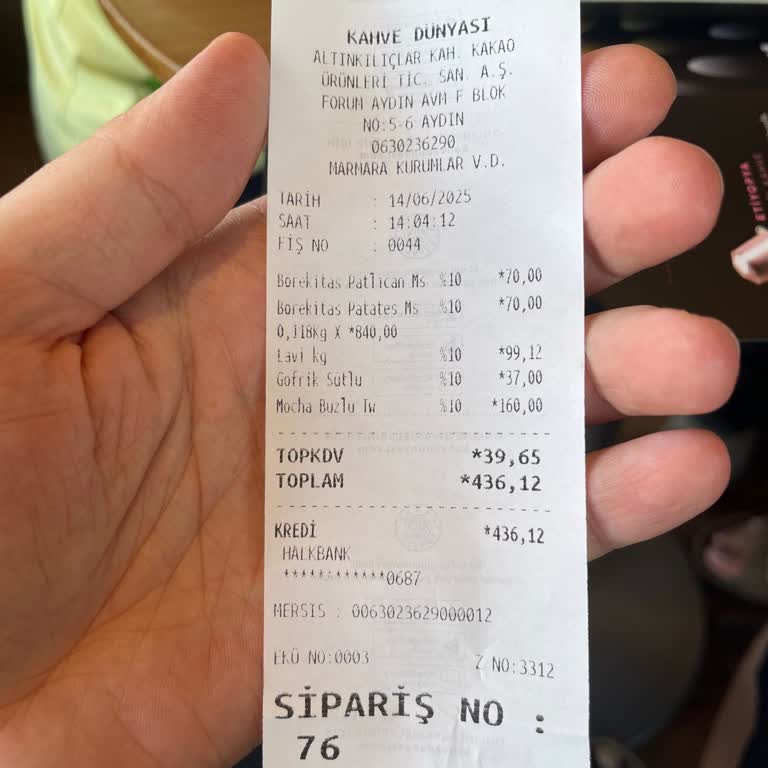 KAHVE DÜNYASI
ALTINKILIÇLAR KAH. KAKAO
ÜRÜNLERİ TİC. SAN. A.Ş.
FORUM AYDIN AVM F BLOK
NO:5-6 AYDIN
0630236290
MARMARA KURUMLAR V.D.
TARİH : 14/06/2025
SAAT : 14:04:12
FİŞ NO : 0044
Borekitas Patlican Ms %10 *70,00
Borekitas Patates Ms %10 *70,00
0,118kg X *840,00
Lavi kg %10 *99,12
Gofrik Sütlu %10 *37,00
Mocha Buzlu Tw %10 *160,00
TOPKDV *39,65
TOPLAM *436,12
KREDİ *436,12
HALKBANK
************0687
MERSIS : 0063023629000012
EKÜ NO:0003 Z NO:3312
SİPARİŞ NO :
76
ETİYOPYA